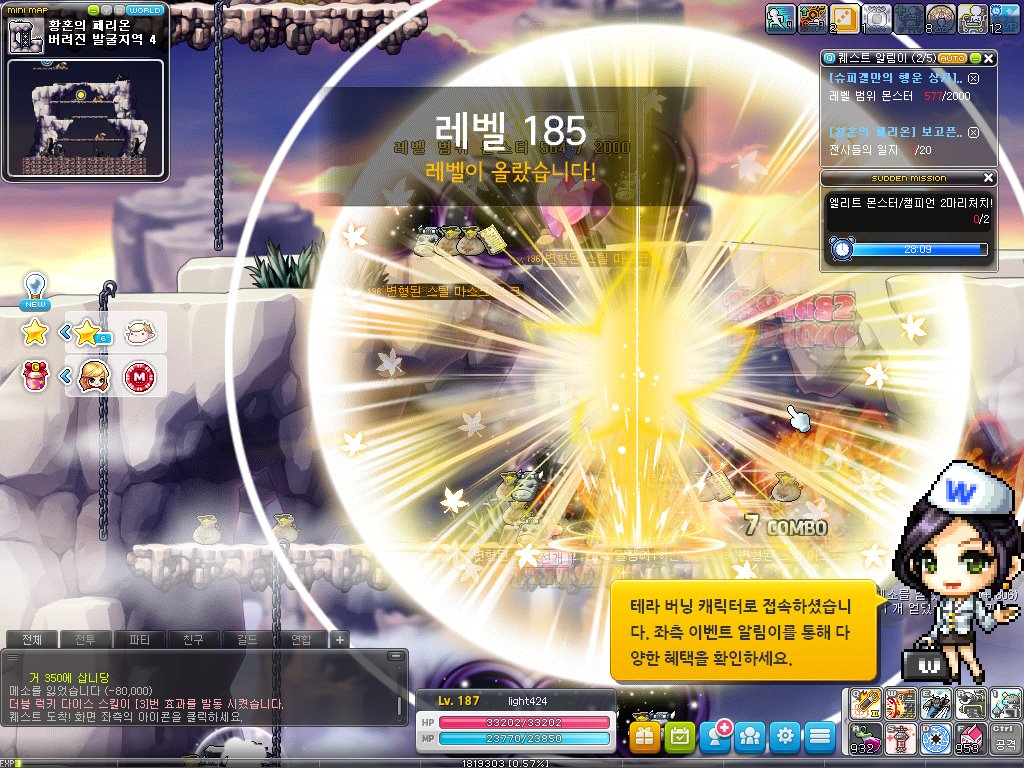 MINI MAP
WORLD
황혼의 페리온
버려진 발굴지역 4
2
1
8
12
레벨 185
레벨이 올랐습니다!
퀘스트 알림이 (2/5) AUTO
[슈피겔만의 행운 상자..
레벨 범위 몬스터 577/2000
[황혼의 페리온] 보고픈..
전사들의 일지 /20
SUDDEN MISSION
엘리트 몬스터/챔피언 2마리처치!
0/2
28:09
NEW
6
M
변형된 스틸 마스크
7 COMBO
W
테라 버닝 캐릭터로 접속하셨습니
다. 좌측 이벤트 알림이를 통해 다
양한 혜택을 확인하세요.
W
전체 전투 파티 친구 길드 연합 +
거 350에 삽니당
메소를 잃었습니다 (-80,000)
더블 럭키 다이스 스킬이 [3]번 효과를 발동 시켰습니다.
퀘스트 도착! 화면 좌측의 아이콘을 클릭하세요.
Lv. 187 light424
HP 33202/33202
MP 23770/23850
932
953
Ctrl
공격
EXP 1819303 [0.57%]